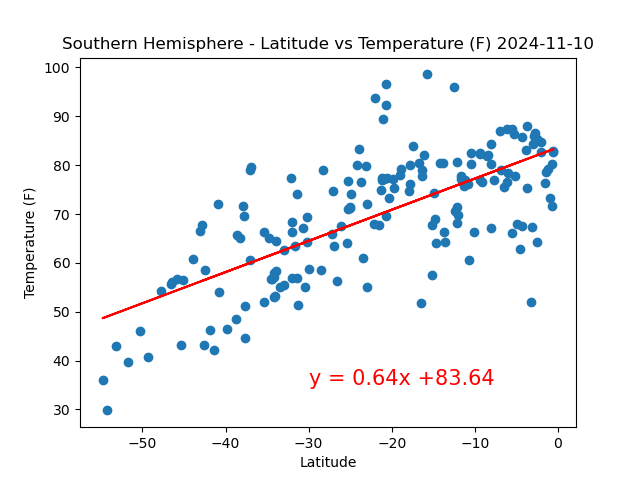 Southern Hemisphere - Latitude vs Temperature (F) 2024-11-10
100
90
80
70
60
50
40
30
Temperature (F)
y = 0.64x +83.64
−50 −40 −30 −20 −10 0
Latitude